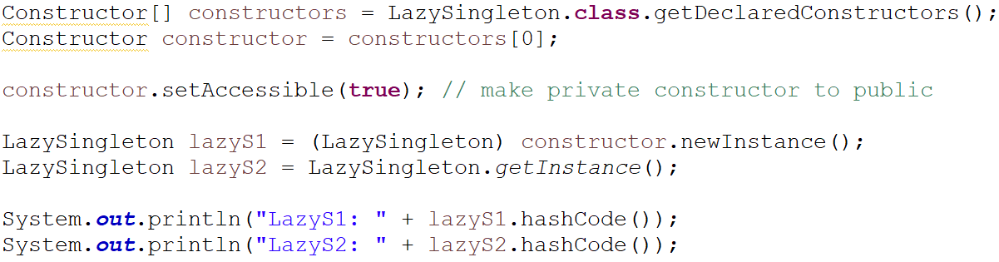 Constructor[] constructors = LazySingleton.class.getDeclaredConstructors();
Constructor constructor = constructors[0];
constructor.setAccessible(true); // make private constructor to public
LazySingleton lazyS1 = (LazySingleton) constructor.newInstance();
LazySingleton lazyS2 = LazySingleton.getInstance();
System.out.println("LazyS1: " + lazyS1.hashCode());
System.out.println("LazyS2: " + lazyS2.hashCode());